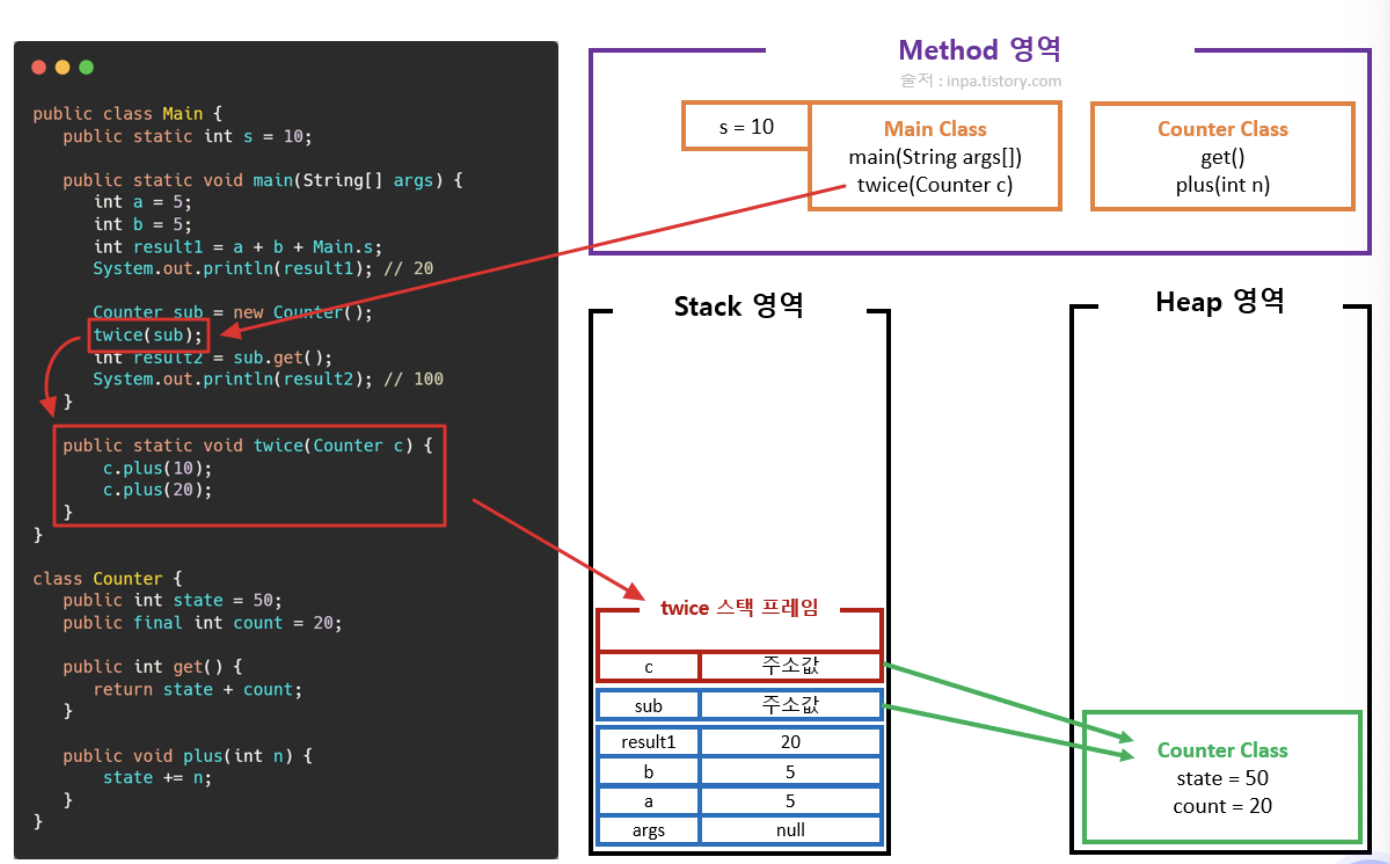 public class Main {
public static int s = 10;
public static void main(String[] args) {
int a = 5;
int b = 5;
int result1 = a + b + Main.s;
System.out.println(result1); // 20
Counter sub = new Counter();
twice(sub);
int result2 = sub.get();
System.out.println(result2); // 100
}
public static void twice(Counter c) {
c.plus(10);
c.plus(20);
}
}
class Counter {
public int state = 50;
public final int count = 20;
public int get() {
return state + count;
}
public void plus(int n) {
state += n;
}
}
Method 영역
술저 : inpa.tistory.com
s = 10
Main Class
main(String args[])
twice(Counter c)
Counter Class
get()
plus(int n)
Stack 영역
twice 스택 프레임
c 주소값
sub 주소값
result1 20
b 5
a 5
args null
Heap 영역
Counter Class
state = 50
count = 20